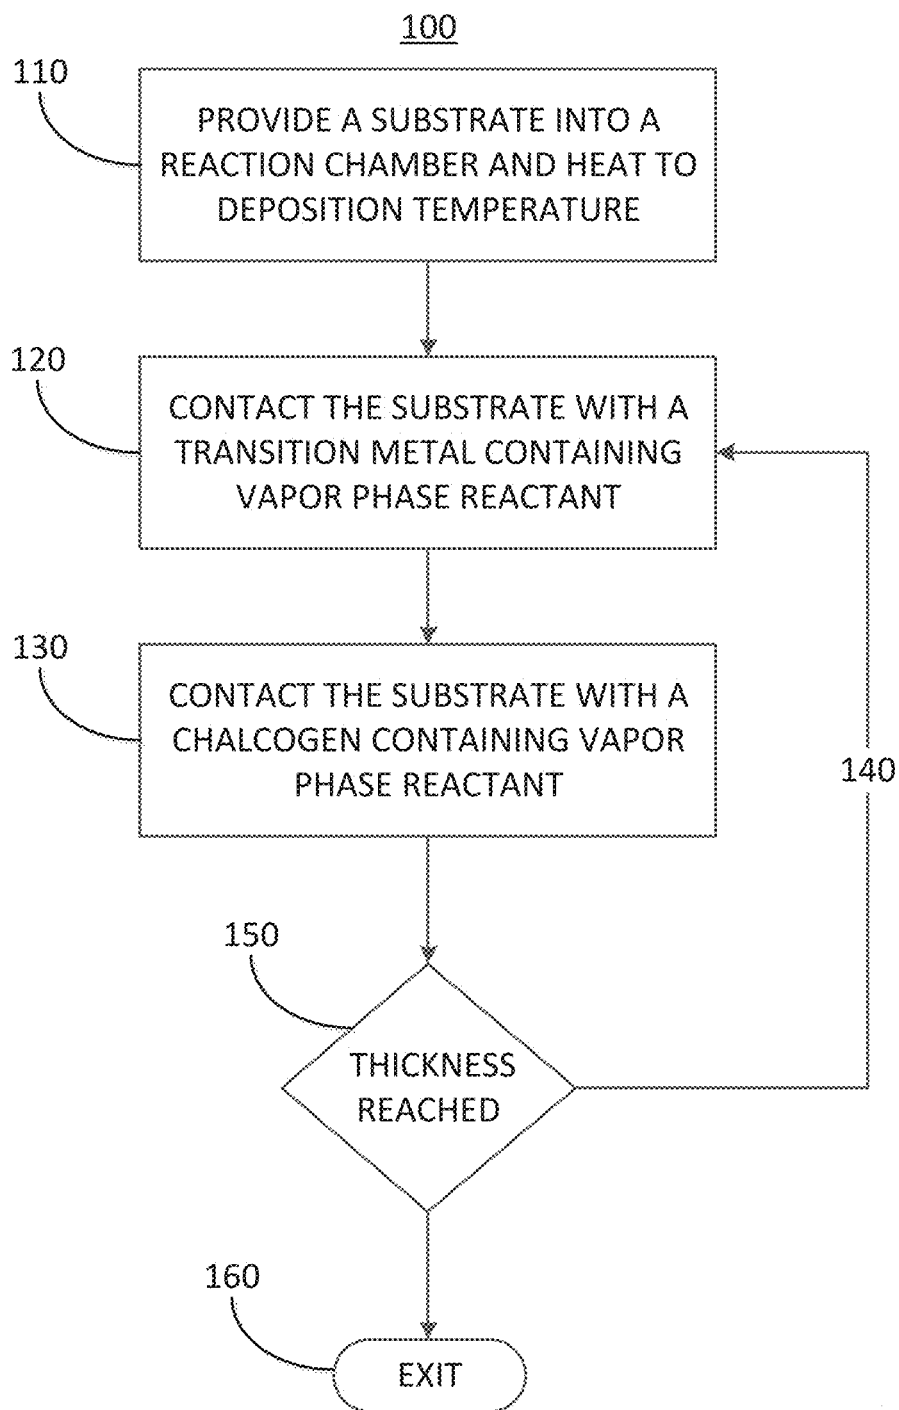 100
110
PROVIDE A SUBSTRATE INTO A
REACTION CHAMBER AND HEAT TO
DEPOSITION TEMPERATURE
120
CONTACT THE SUBSTRATE WITH A
TRANSITION METAL CONTAINING
VAPOR PHASE REACTANT
130
CONTACT THE SUBSTRATE WITH A
CHALCOGEN CONTAINING VAPOR
PHASE REACTANT
140
150
THICKNESS
REACHED
160
EXIT